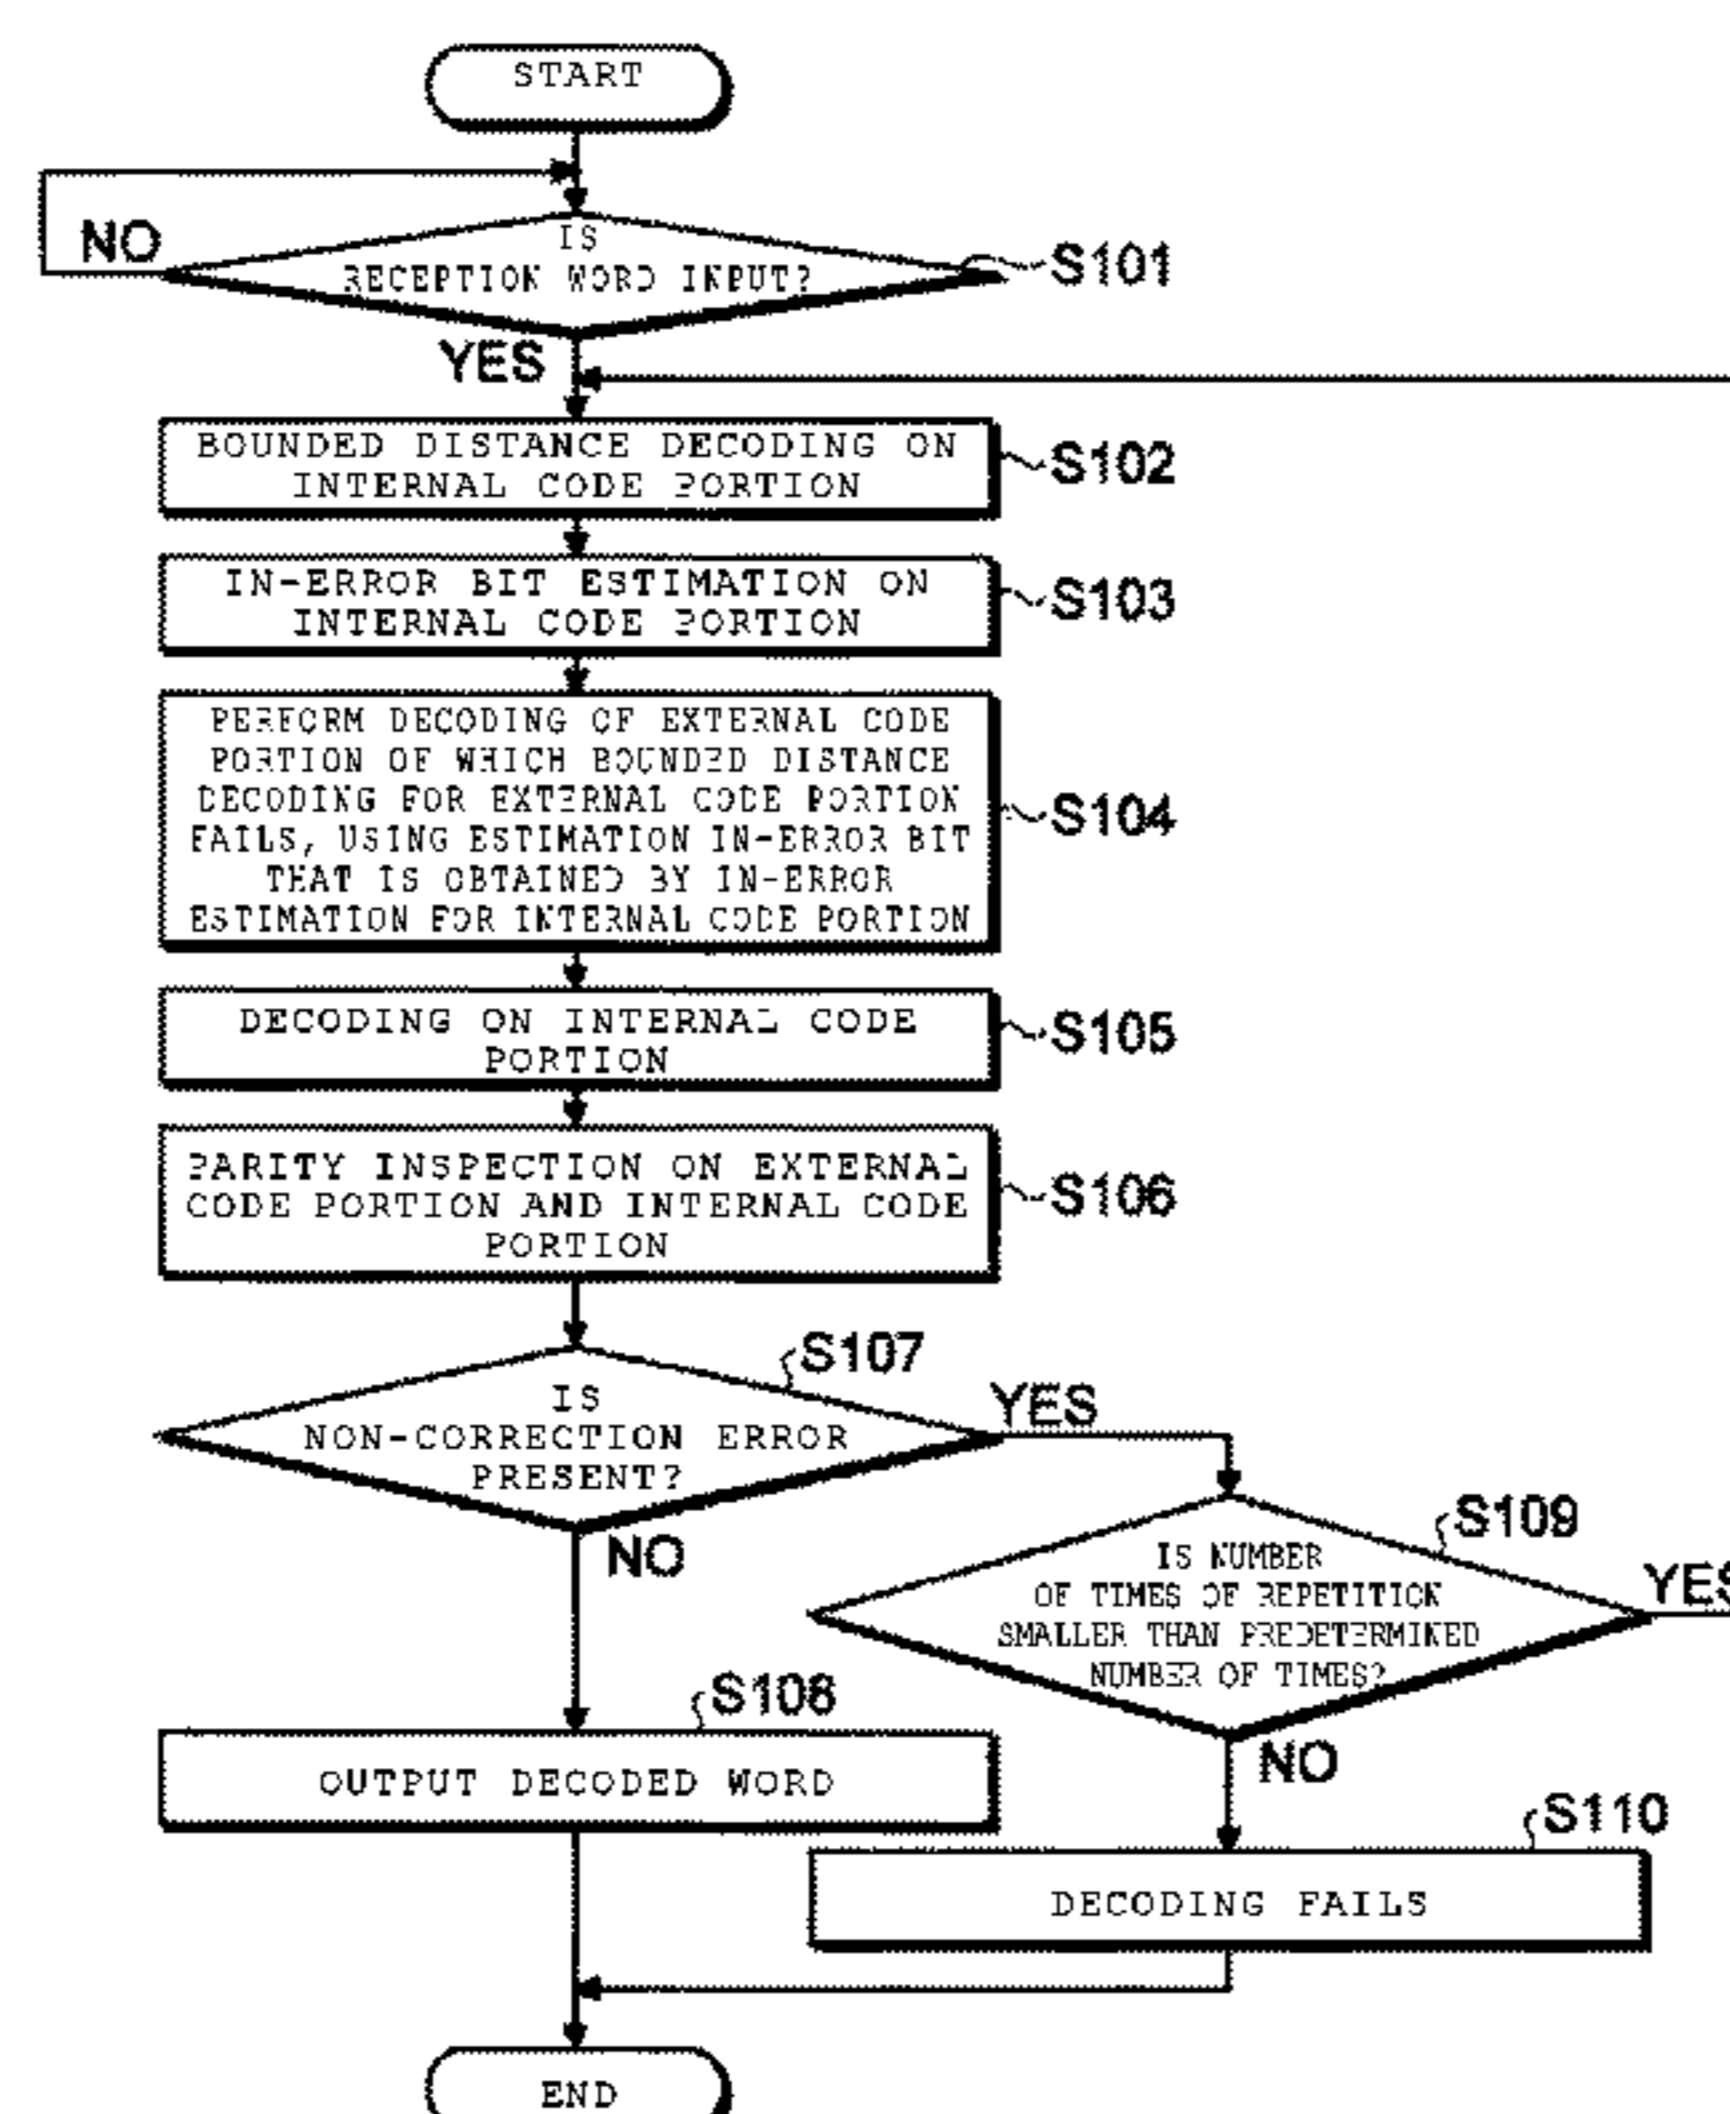 START
NO
IS
RECEPTION WORD INPUT?
S101
YES
BOUNDED DISTANCE DECODING ON
INTERNAL CODE PORTION
S102
IN-ERROR BIT ESTIMATION ON
INTERNAL CODE PORTION
S103
PERFORM DECODING OF EXTERNAL CODE
PORTION OF WHICH BOUNDED DISTANCE
DECODING FOR EXTERNAL CODE PORTION
FAILS, USING ESTIMATION IN-ERROR BIT
THAT IS OBTAINED BY IN-ERROR
ESTIMATION FOR INTERNAL CODE PORTION
S104
DECODING ON INTERNAL CODE
PORTION
S105
PARITY INSPECTION ON EXTERNAL
CODE PORTION AND INTERNAL CODE
PORTION
S106
S107
IS
NON-CORRECTION ERROR
PRESENT?
YES
NO
S109
IS NUMBER
OF TIMES OF REPETITION
SMALLER THAN PREDETERMINED
NUMBER OF TIMES?
YES
NO
S108
OUTPUT DECODED WORD
S110
DECODING FAILS
END